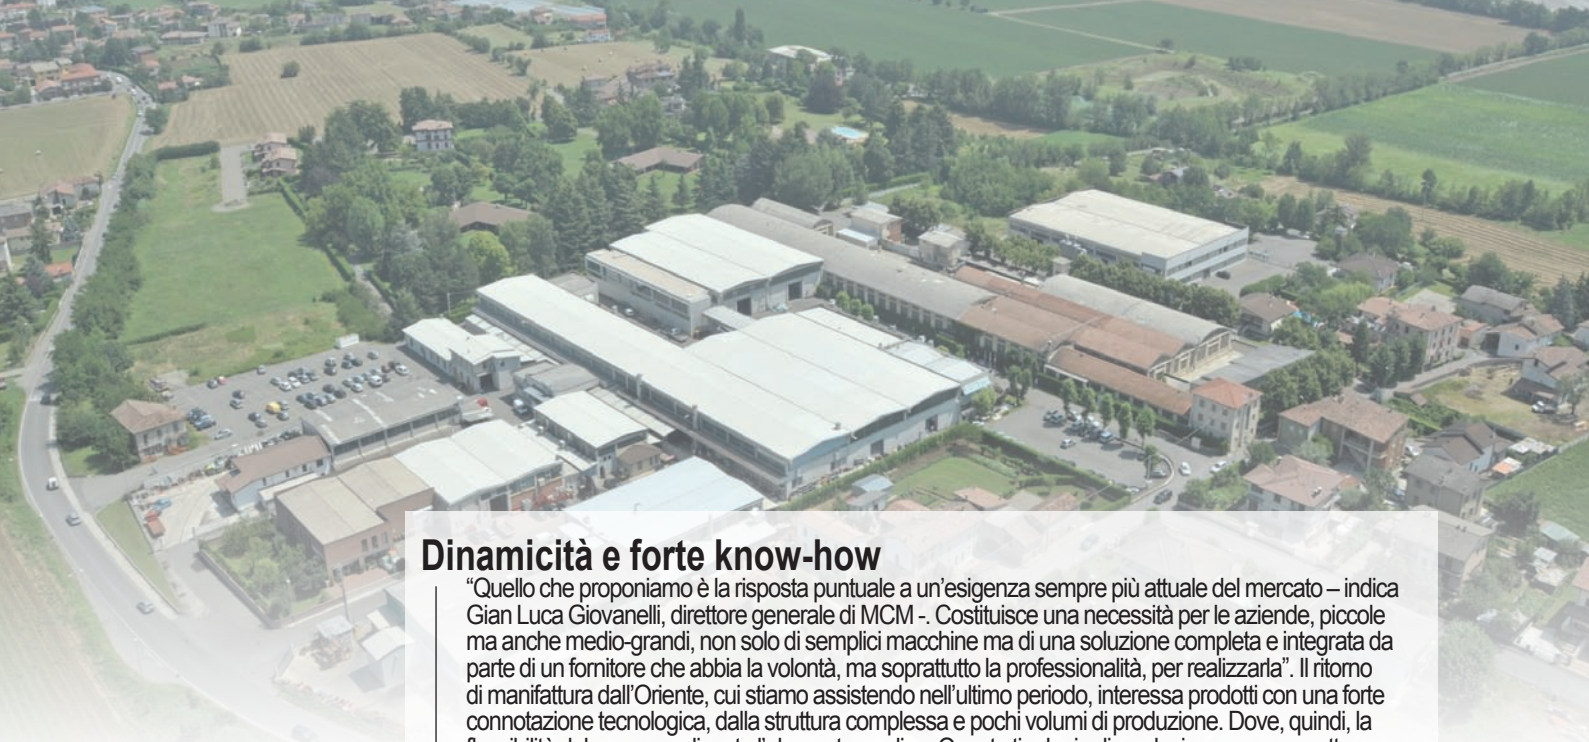 Dinamicità e forte know-how
“Quello che proponiamo è la risposta puntuale a un’esigenza sempre più attuale del mercato – indica
Gian Luca Giovanelli, direttore generale di MCM -. Costituisce una necessità per le aziende, piccole
ma anche medio-grandi, non solo di semplici macchine ma di una soluzione completa e integrata da
parte di un fornitore che abbia la volontà, ma soprattutto la professionalità, per realizzarla”. Il ritorno
di manifattura dall’Oriente, cui stiamo assistendo nell’ultimo periodo, interessa prodotti con una forte
connotazione tecnologica, dalla struttura complessa e pochi volumi di produzione. Dove, quindi, la